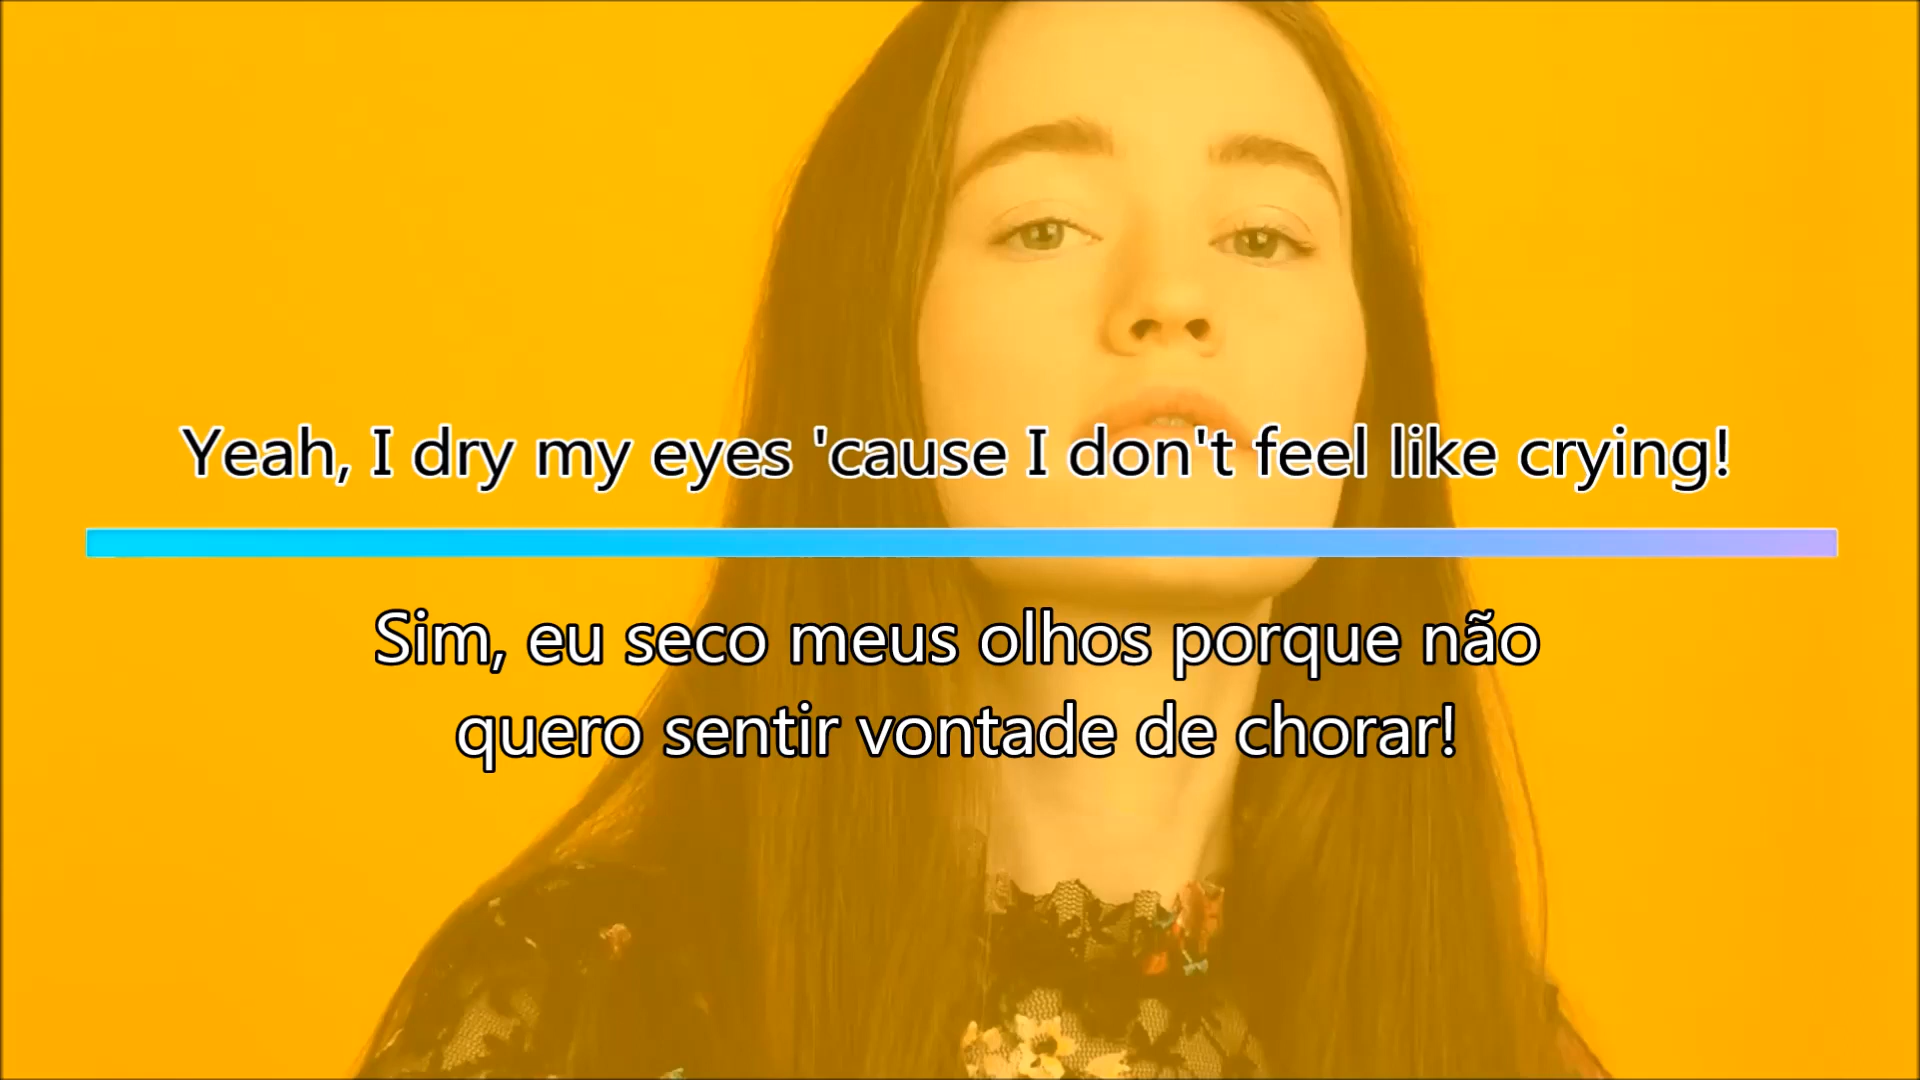 Yeah, I dry my eyes 'cause I don't feel like crying!
Sim, eu seco meus olhos porque não
quero sentir vontade de chorar!